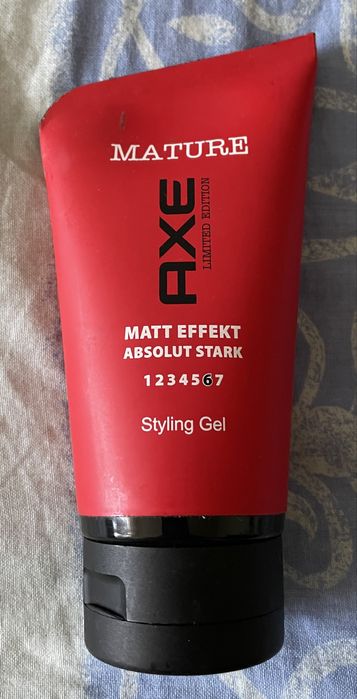 MATURE
AXE
LIMITED EDITION
MATT EFFEKT
ABSOLUT STARK
1234567
Styling Gel